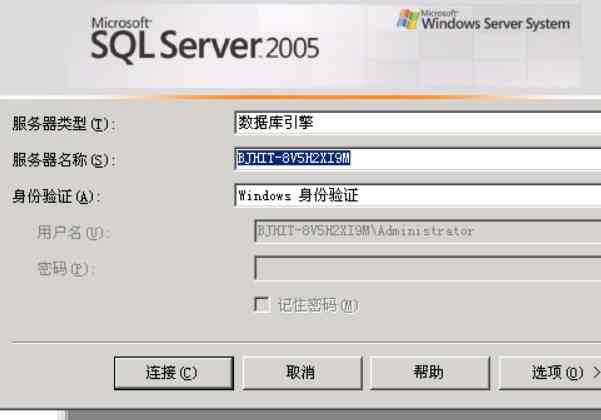 Microsoft
SQL Server 2005
Microsoft
Windows Server System
服务器类型(T):
数据库引擎
服务器名称(S):
BJHIT-8V5H2XI9M
身份验证(A):
Windows 身份验证
用户名(U):
BJHIT-8V5H2XI9M\Administrator
密码(P):
记住密码(M)
连接(C)
取消
帮助
选项(O) >